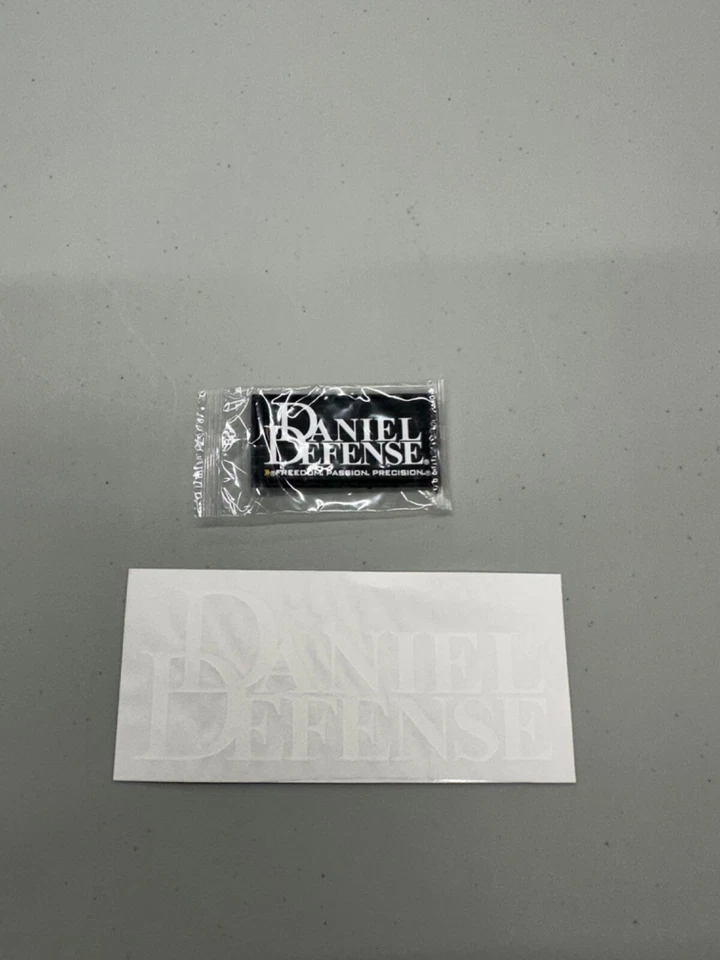 DANIEL
DEFENSE®
FREEDOM. PASSION. PRECISION.®
DANIEL
DEFENSE